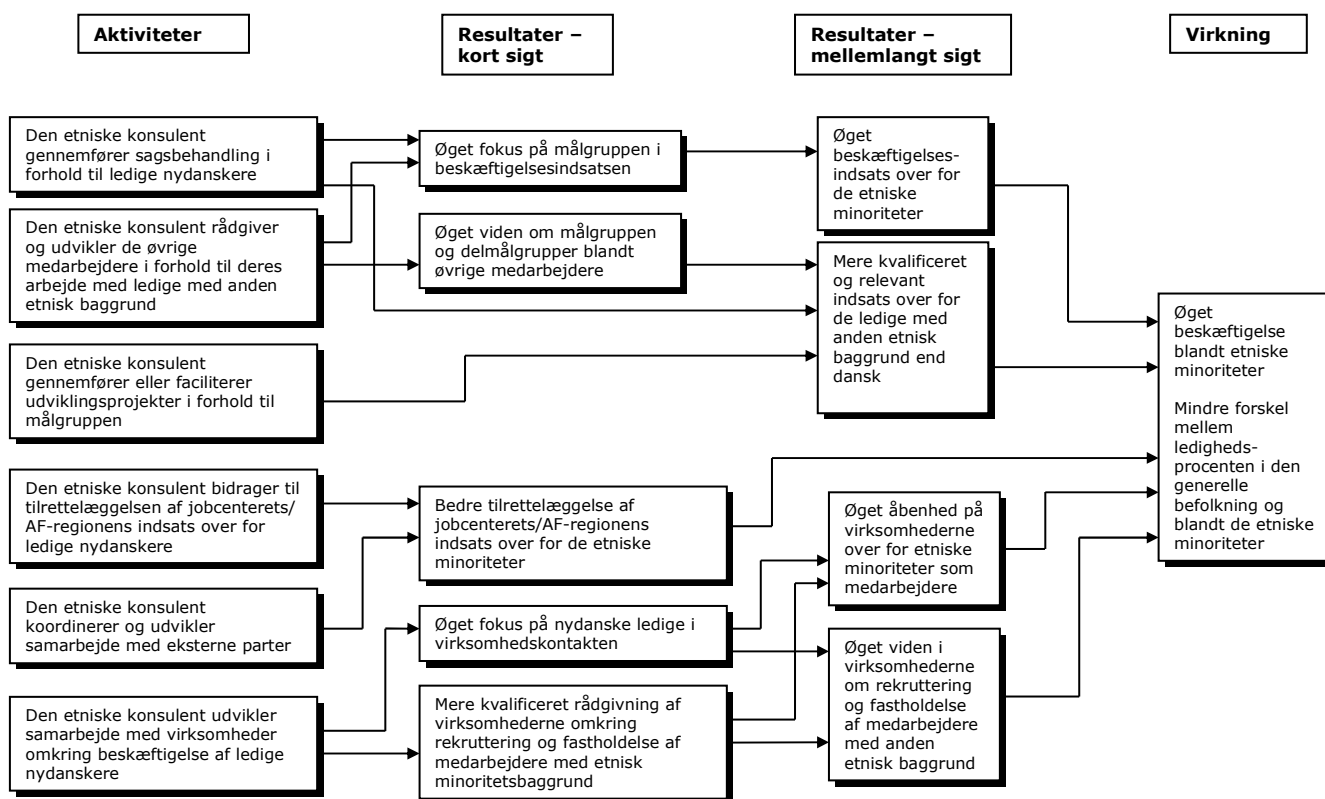 Aktiviteter
Resultater –
kort sigt
Resultater –
mellemlangt sigt
Virkning
Den etniske konsulent
gennemfører sagsbehandling i
forhold til ledige nydanskere
Den etniske konsulent rådgiver
og udvikler de øvrige
medarbejdere i forhold til deres
arbejde med ledige med anden
etnisk baggrund
Den etniske konsulent
gennemfører eller faciliterer
udviklingsprojekter i forhold til
målgruppen
Den etniske konsulent bidrager til
tilrettelæggelsen af jobcenterets/
AF-regionens indsats over for
ledige nydanskere
Den etniske konsulent
koordinerer og udvikler
samarbejde med eksterne parter
Den etniske konsulent udvikler
samarbejde med virksomheder
omkring beskæftigelse af ledige
nydanskere
Øget fokus på målgruppen i
beskæftigelsesindsatsen
Øget viden om målgruppen
og delmålgrupper blandt
øvrige medarbejdere
Bedre tilrettelæggelse af
jobcenterets/AF-regionens
indsats over for de etniske
minoriteter
Øget fokus på nydanske ledige i
virksomhedskontakten
Mere kvalificeret rådgivning af
virksomhederne omkring
rekruttering og fastholdelse af
medarbejdere med etnisk
minoritetsbaggrund
Øget
beskæftigelses-
indsats over for
de etniske
minoriteter
Mere kvalificeret
og relevant
indsats over for
de ledige med
anden etnisk
baggrund end
dansk
Øget åbenhed på
virksomhederne
over for etniske
minoriteter som
medarbejdere
Øget viden i
virksomhederne
om rekruttering
og fastholdelse
af medarbejdere
med anden
etnisk baggrund
Øget
beskæftigelse
blandt etniske
minoriteter
Mindre forskel
mellem
ledigheds-
procenten i den
generelle
befolkning og
blandt de etniske
minoriteter